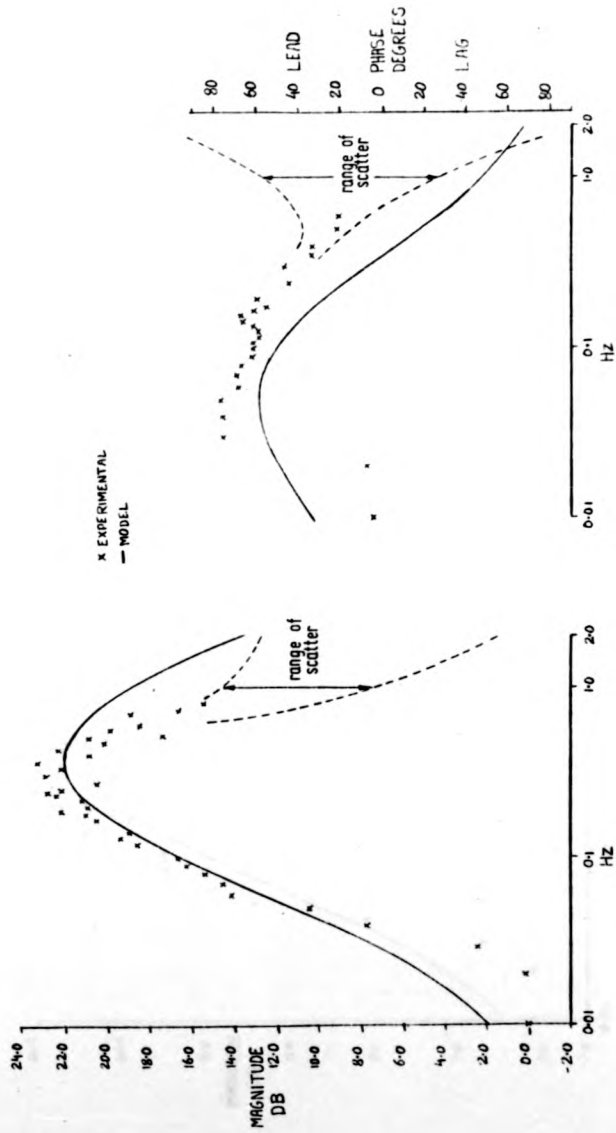 x EXPERIMENTAL
— MODEL
24·0
22·0
20·0
18·0
16·0
14·0
12·0
10·0
8·0
6·0
4·0
2·0
0·0
-2·0
MAGNITUDE
DB
range of
scatter
0·01
0·1
1·0
2·0
HZ
80
60
40
20
0
20
40
60
80
LEAD
PHASE
DEGREES
LAG
range of
scatter
0·01
0·1
1·0
2·0
Hz